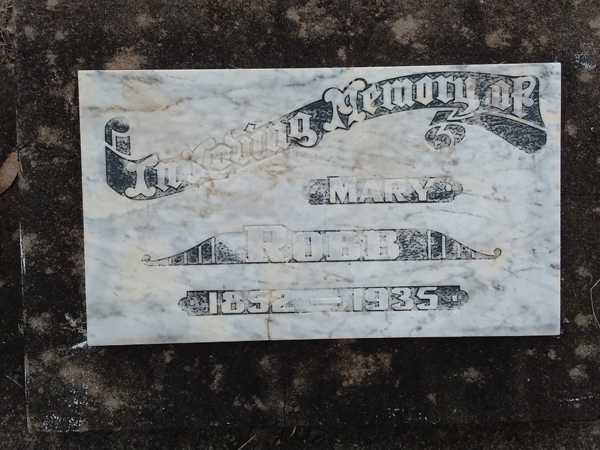 In Loving Memory of
MARY
ROBB
1852 — 1935